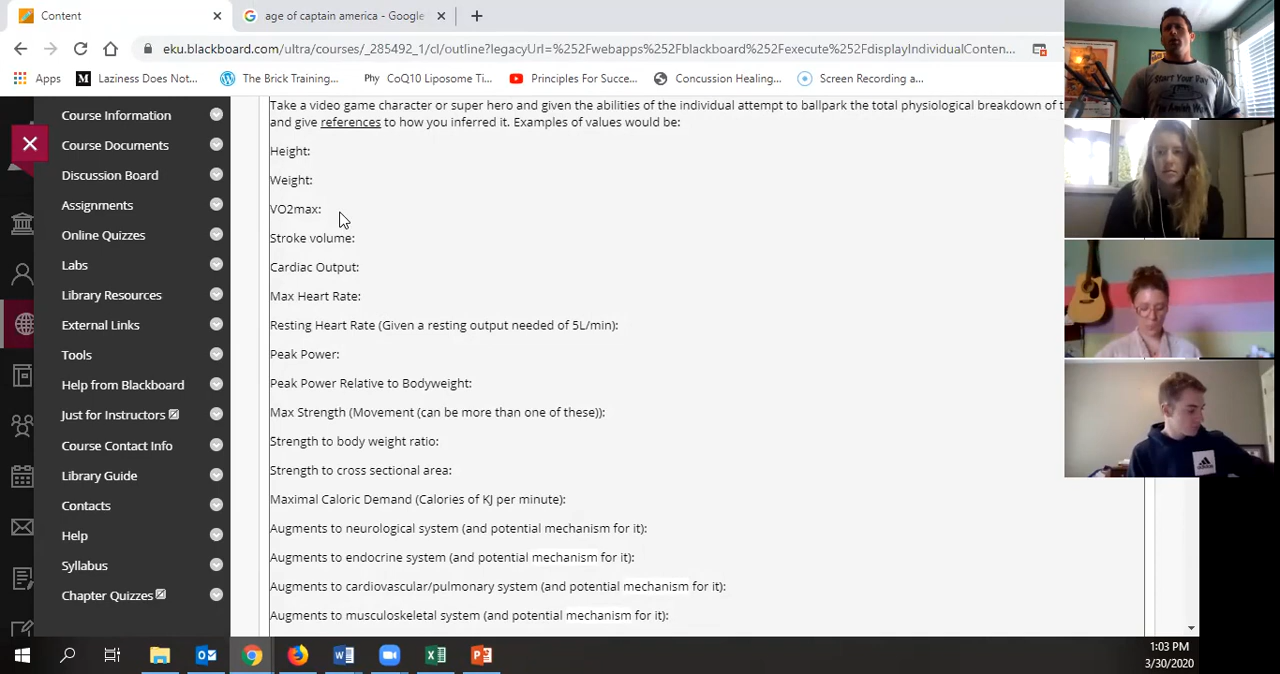 Content
age of captain america - Google
eku.blackboard.com/ultra/courses/_285492_1/cl/outline?legacyUrl=%252Fwebapps%252Fblackboard%252Fexecute%252FdisplayIndividualConten...
Apps
M
Laziness Does Not...
The Brick Training...
Phy
CoQ10 Liposome Ti...
Principles For Succe...
Concussion Healing...
Screen Recording a...
Course Information
Course Documents
Discussion Board
Assignments
Online Quizzes
Labs
Library Resources
External Links
Tools
Help from Blackboard
Just for Instructors
Course Contact Info
Library Guide
Contacts
Help
Syllabus
Chapter Quizzes
Take a video game character or super hero and given the abilities of the individual attempt to ballpark the total physiological breakdown of
and give references to how you inferred it. Examples of values would be:
Height:
Weight:
VO2max:
Stroke volume:
Cardiac Output:
Max Heart Rate:
Resting Heart Rate (Given a resting output needed of 5L/min):
Peak Power:
Peak Power Relative to Bodyweight:
Max Strength (Movement (can be more than one of these)):
Strength to body weight ratio:
Strength to cross sectional area:
Maximal Caloric Demand (Calories of KJ per minute):
Augments to neurological system (and potential mechanism for it):
Augments to endocrine system (and potential mechanism for it):
Augments to cardiovascular/pulmonary system (and potential mechanism for it):
Augments to musculoskeletal system (and potential mechanism for it):
Start Your Day
adidas
1:03 PM
3/30/2020